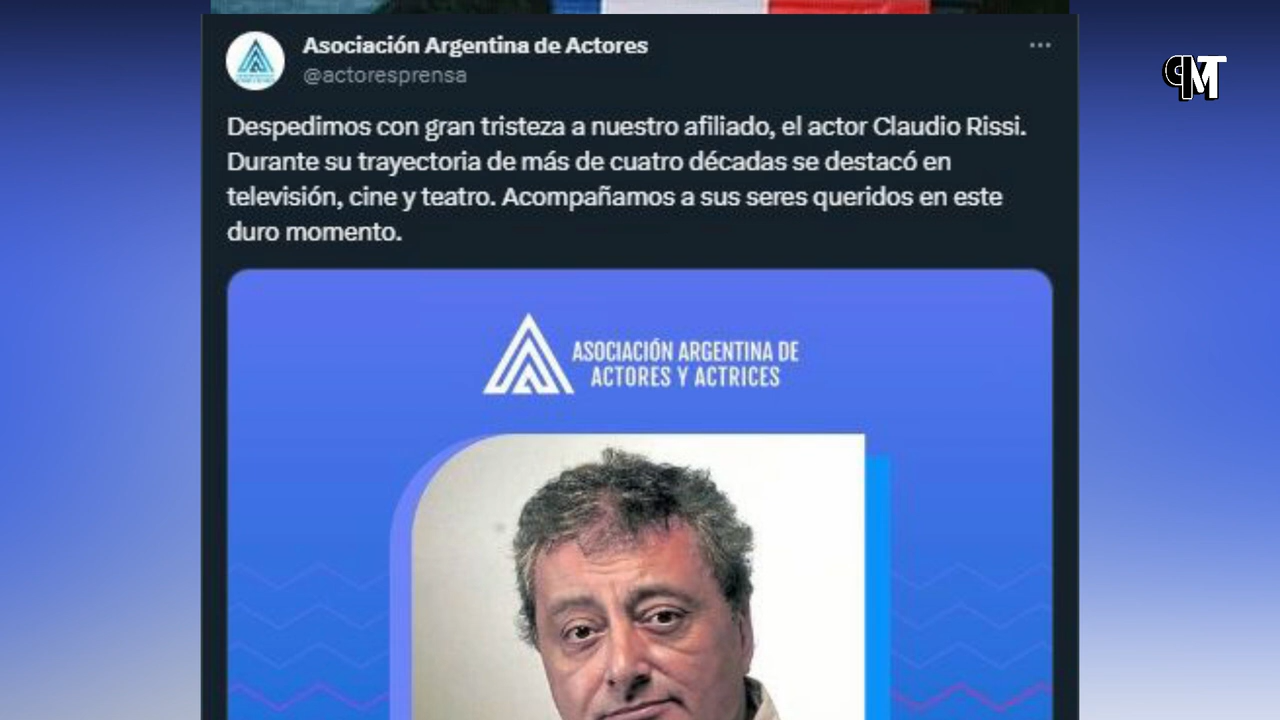 Asociación Argentina de Actores
@actoresprensa
PMT
Despedimos con gran tristeza a nuestro afiliado, el actor Claudio Rissi.
Durante su trayectoria de más de cuatro décadas se destacó en
televisión, cine y teatro. Acompañamos a sus seres queridos en este
duro momento.
ASOCIACIÓN ARGENTINA DE
ACTORES Y ACTRICES